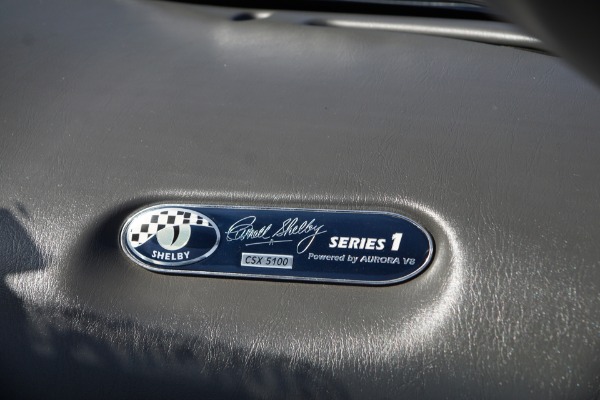 SHELBY
Carroll Shelby
CSX 5100
SERIES 1
Powered by AURORA V8